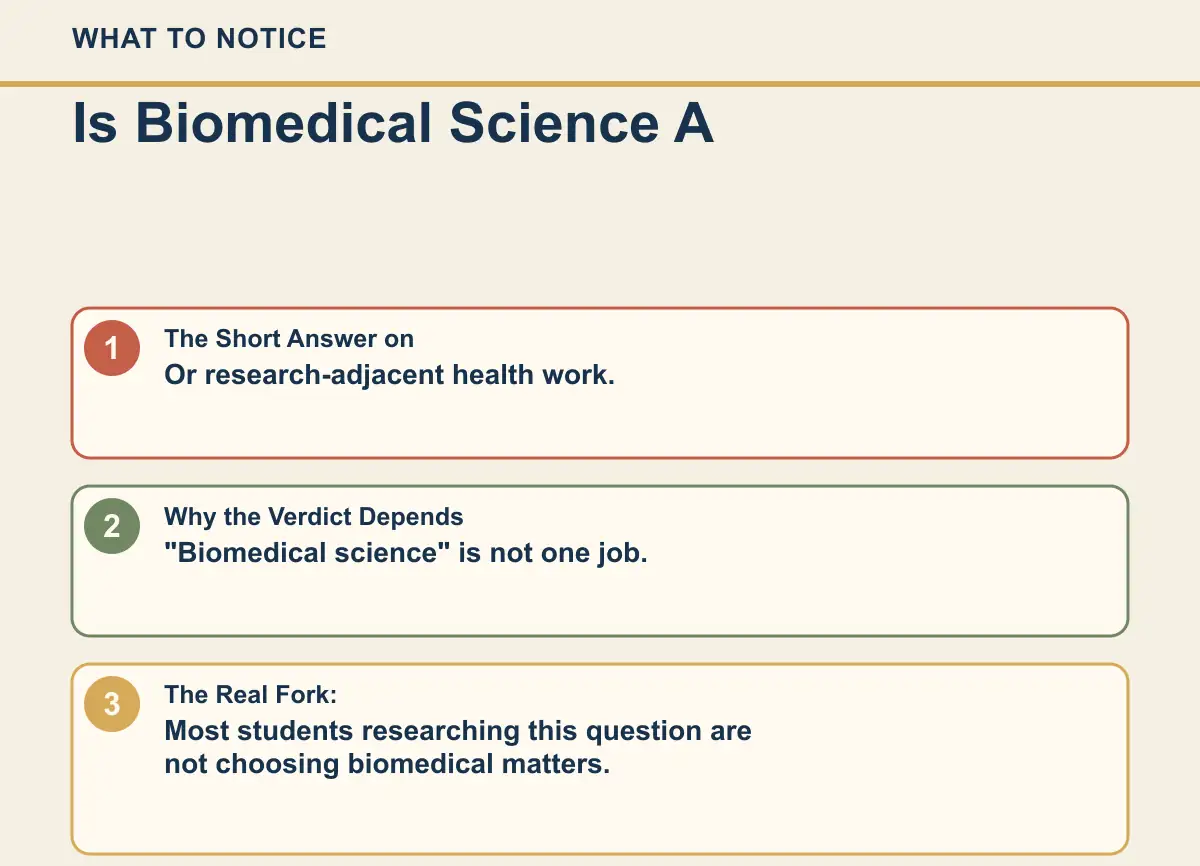 WHAT TO NOTICE
Is Biomedical Science A
1
The Short Answer on
Or research-adjacent health work.
2
Why the Verdict Depends
"Biomedical science" is not one job.
3
The Real Fork:
Most students researching this question are
not choosing biomedical matters.